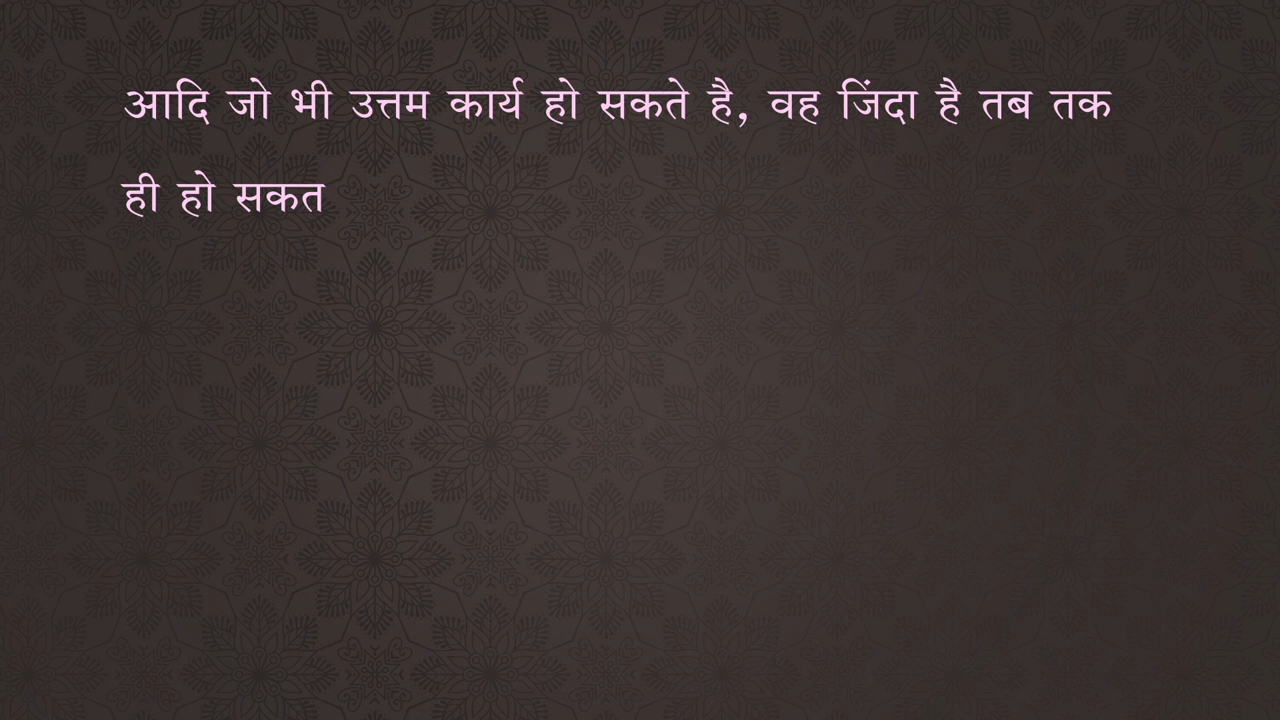 आदि जो भी उत्तम कार्य हो सकते है, वह जिंदा है तब तक
ही हो सकत